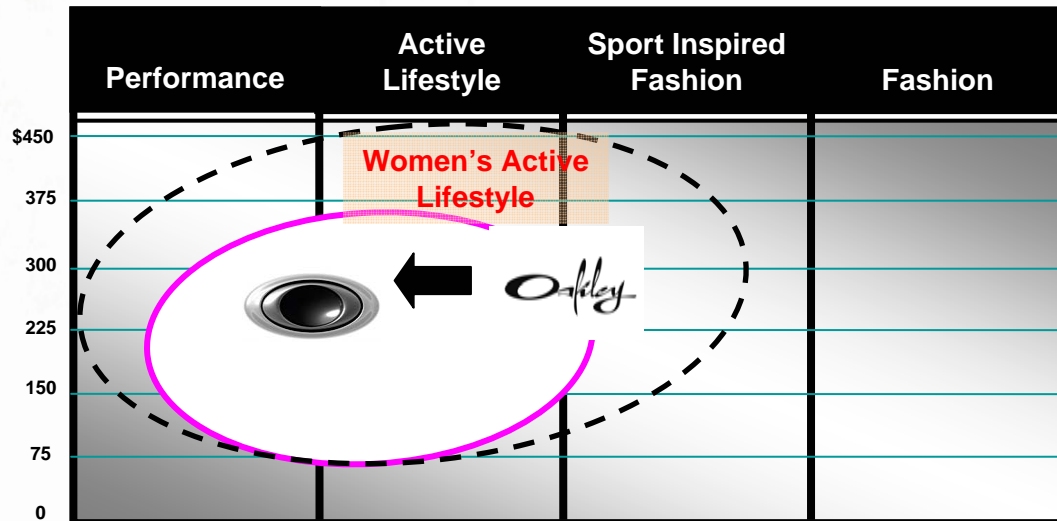 Performance
Active
Lifestyle
Sport Inspired
Fashion
Fashion
$450
375
300
225
150
75
0
Women's Active
Lifestyle
Oakley